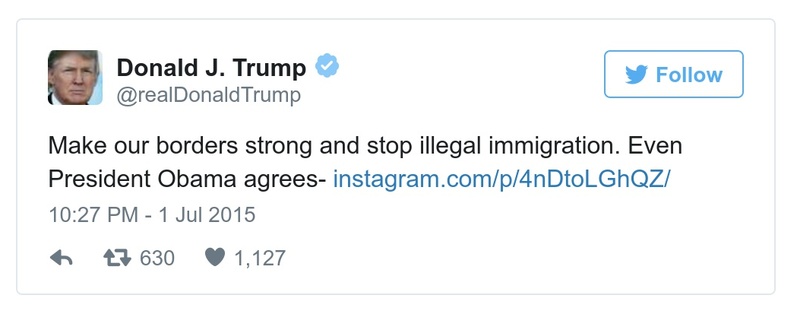 Donald J. Trump
@realDonaldTrump
Follow
Make our borders strong and stop illegal immigration. Even
President Obama agrees- instagram.com/p/4nDtoLGhQZ/
10:27 PM - 1 Jul 2015
630 1,127